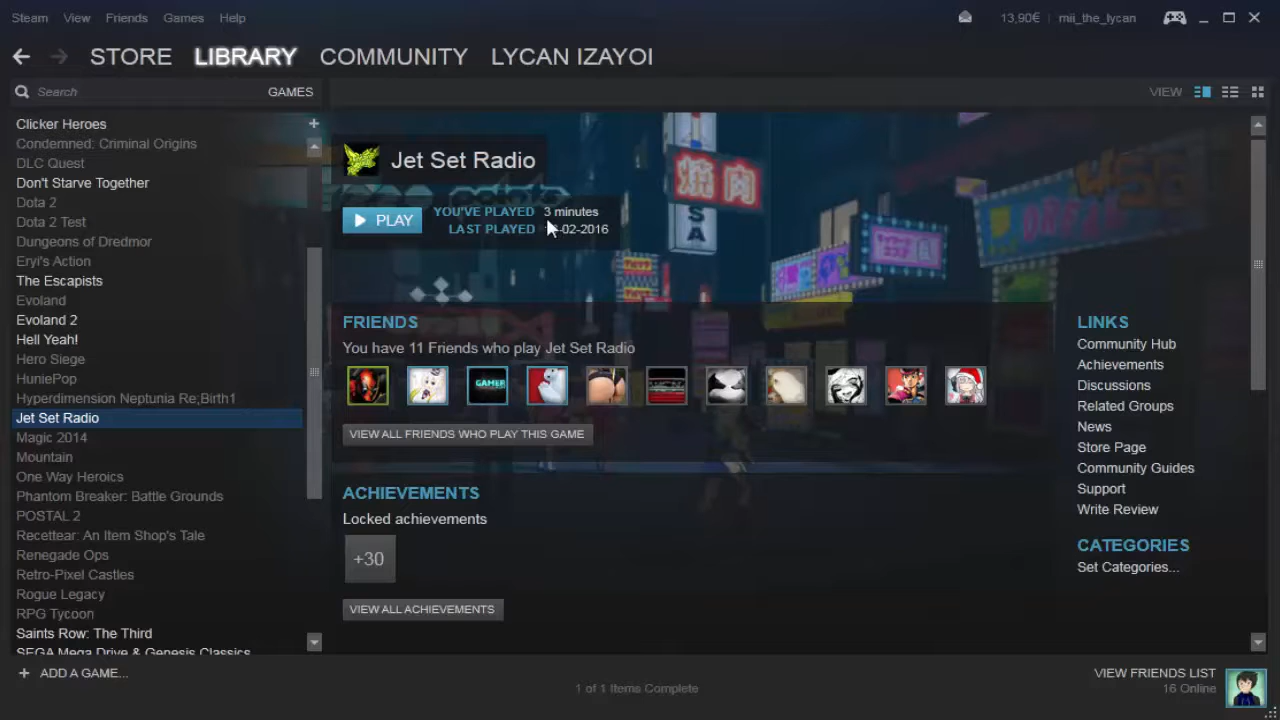 Steam View Friends Games Help
13,90€ mii_the_lycan
STORE LIBRARY COMMUNITY LYCAN IZAYOI
Search GAMES
VIEW
Clicker Heroes
Condemned: Criminal Origins
DLC Quest
Don't Starve Together
Dota 2
Dota 2 Test
Dungeons of Dredmor
Eryi's Action
The Escapists
Evoland
Evoland 2
Hell Yeah!
Hero Siege
HuniePop
Hyperdimension Neptunia Re;Birth1
Jet Set Radio
Magic 2014
Mountain
One Way Heroics
Phantom Breaker: Battle Grounds
POSTAL 2
Recettear: An Item Shop's Tale
Renegade Ops
Retro-Pixel Castles
Rogue Legacy
RPG Tycoon
Saints Row: The Third
SEGA Mega Drive & Genesis Classics
+ ADD A GAME...
Jet Set Radio
PLAY
YOU'VE PLAYED 3 minutes
LAST PLAYED -02-2016
焼肉
SA
FRIENDS
You have 11 Friends who play Jet Set Radio
GAMER
VIEW ALL FRIENDS WHO PLAY THIS GAME
ACHIEVEMENTS
Locked achievements
+30
VIEW ALL ACHIEVEMENTS
LINKS
Community Hub
Achievements
Discussions
Related Groups
News
Store Page
Community Guides
Support
Write Review
CATEGORIES
Set Categories...
1 of 1 Items Complete
VIEW FRIENDS LIST
16 Online